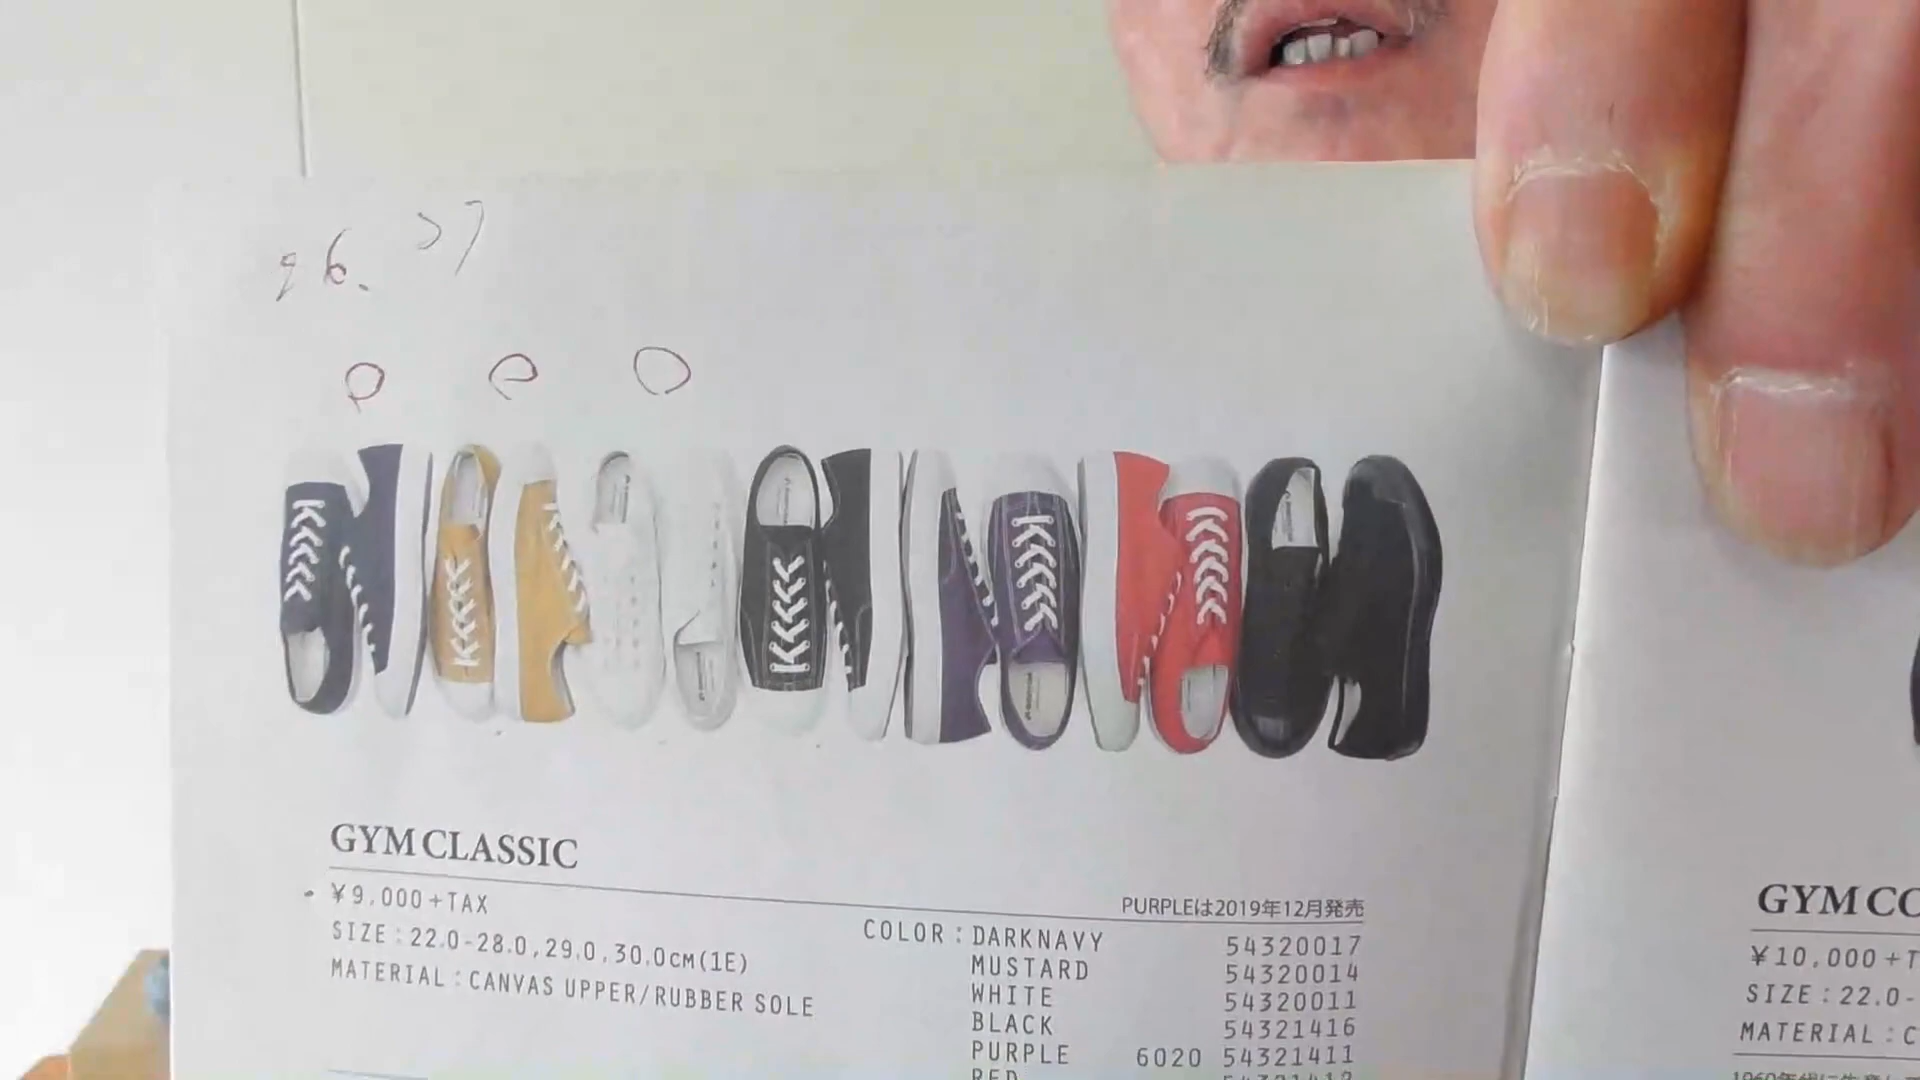 26. 27
GYM CLASSIC
¥9,000+TAX
SIZE:22.0-28.0,29.0,30.0CM(1E)
MATERIAL:CANVAS UPPER/RUBBER SOLE
PURPLEは2019年12月発売
COLOR:DARKNAVY 54320017
MUSTARD 54320014
WHITE 54320011
BLACK 54321416
PURPLE 6020 54321411
RED
GYM CO
¥10,000+T
SIZE:22.0-
MATERIAL:C